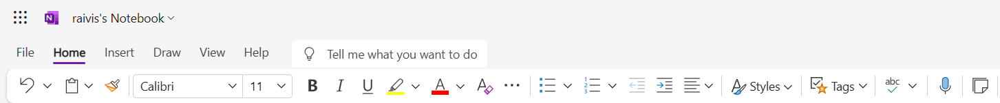 raivis's Notebook
File Home Insert Draw View Help Tell me what you want to do
Calibri 11 B I U A A Styles Tags abc